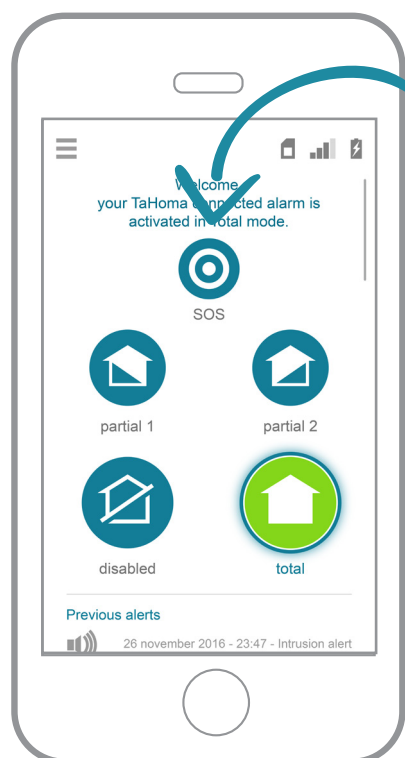 Welcome
your TaHoma connected alarm is
activated in total mode.
SOS
partial 1
partial 2
disabled
total
Previous alerts
26 november 2016 - 23:47 - Intrusion alert